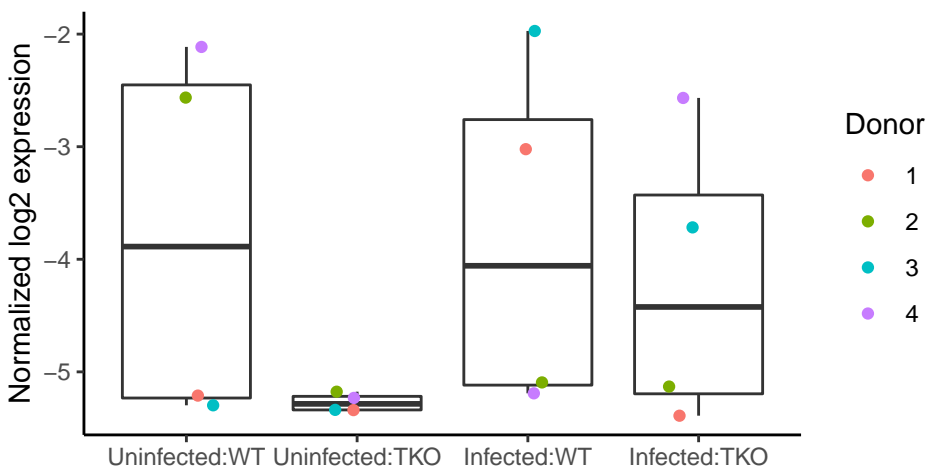 Normalized log2 expression
−2
−3
−4
−5
Uninfected:WT Uninfected:TKO Infected:WT Infected:TKO
Donor
1
2
3
4